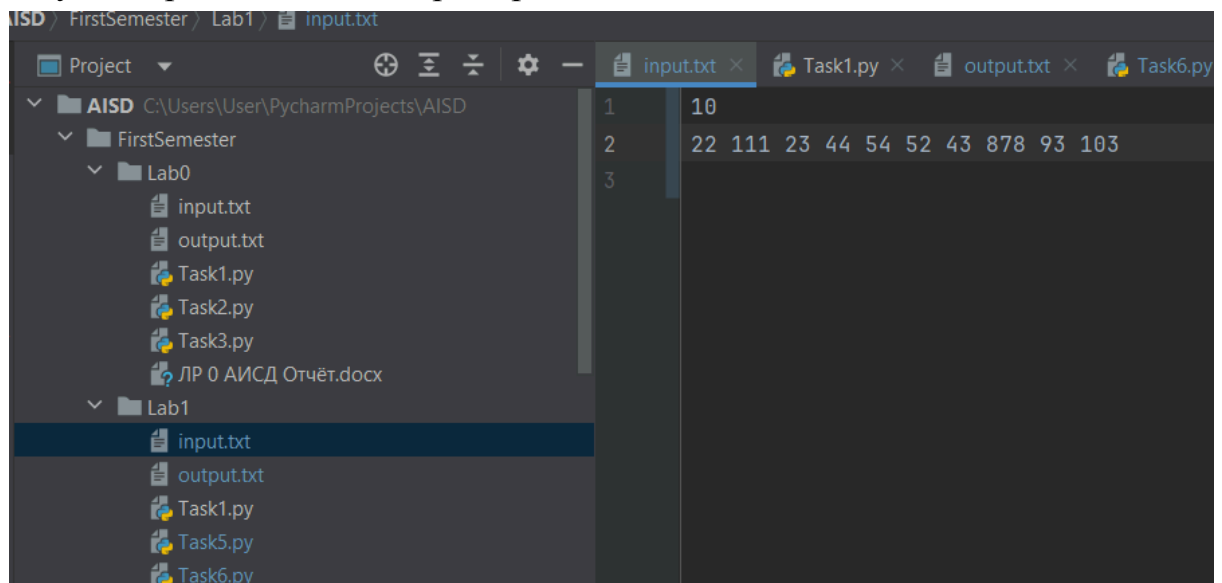 AISD 〉 FirstSemester 〉 Lab1 〉 input.txt
Project
input.txt × Task1.py × output.txt × Task6.py
AISD C:\Users\User\PycharmProjects\AISD
FirstSemester
Lab0
input.txt
output.txt
Task1.py
Task2.py
Task3.py
ЛР 0 АИСД Отчёт.docx
Lab1
input.txt
output.txt
Task1.py
Task5.py
Task6.py
1 10
2 22 111 23 44 54 52 43 878 93 103
3